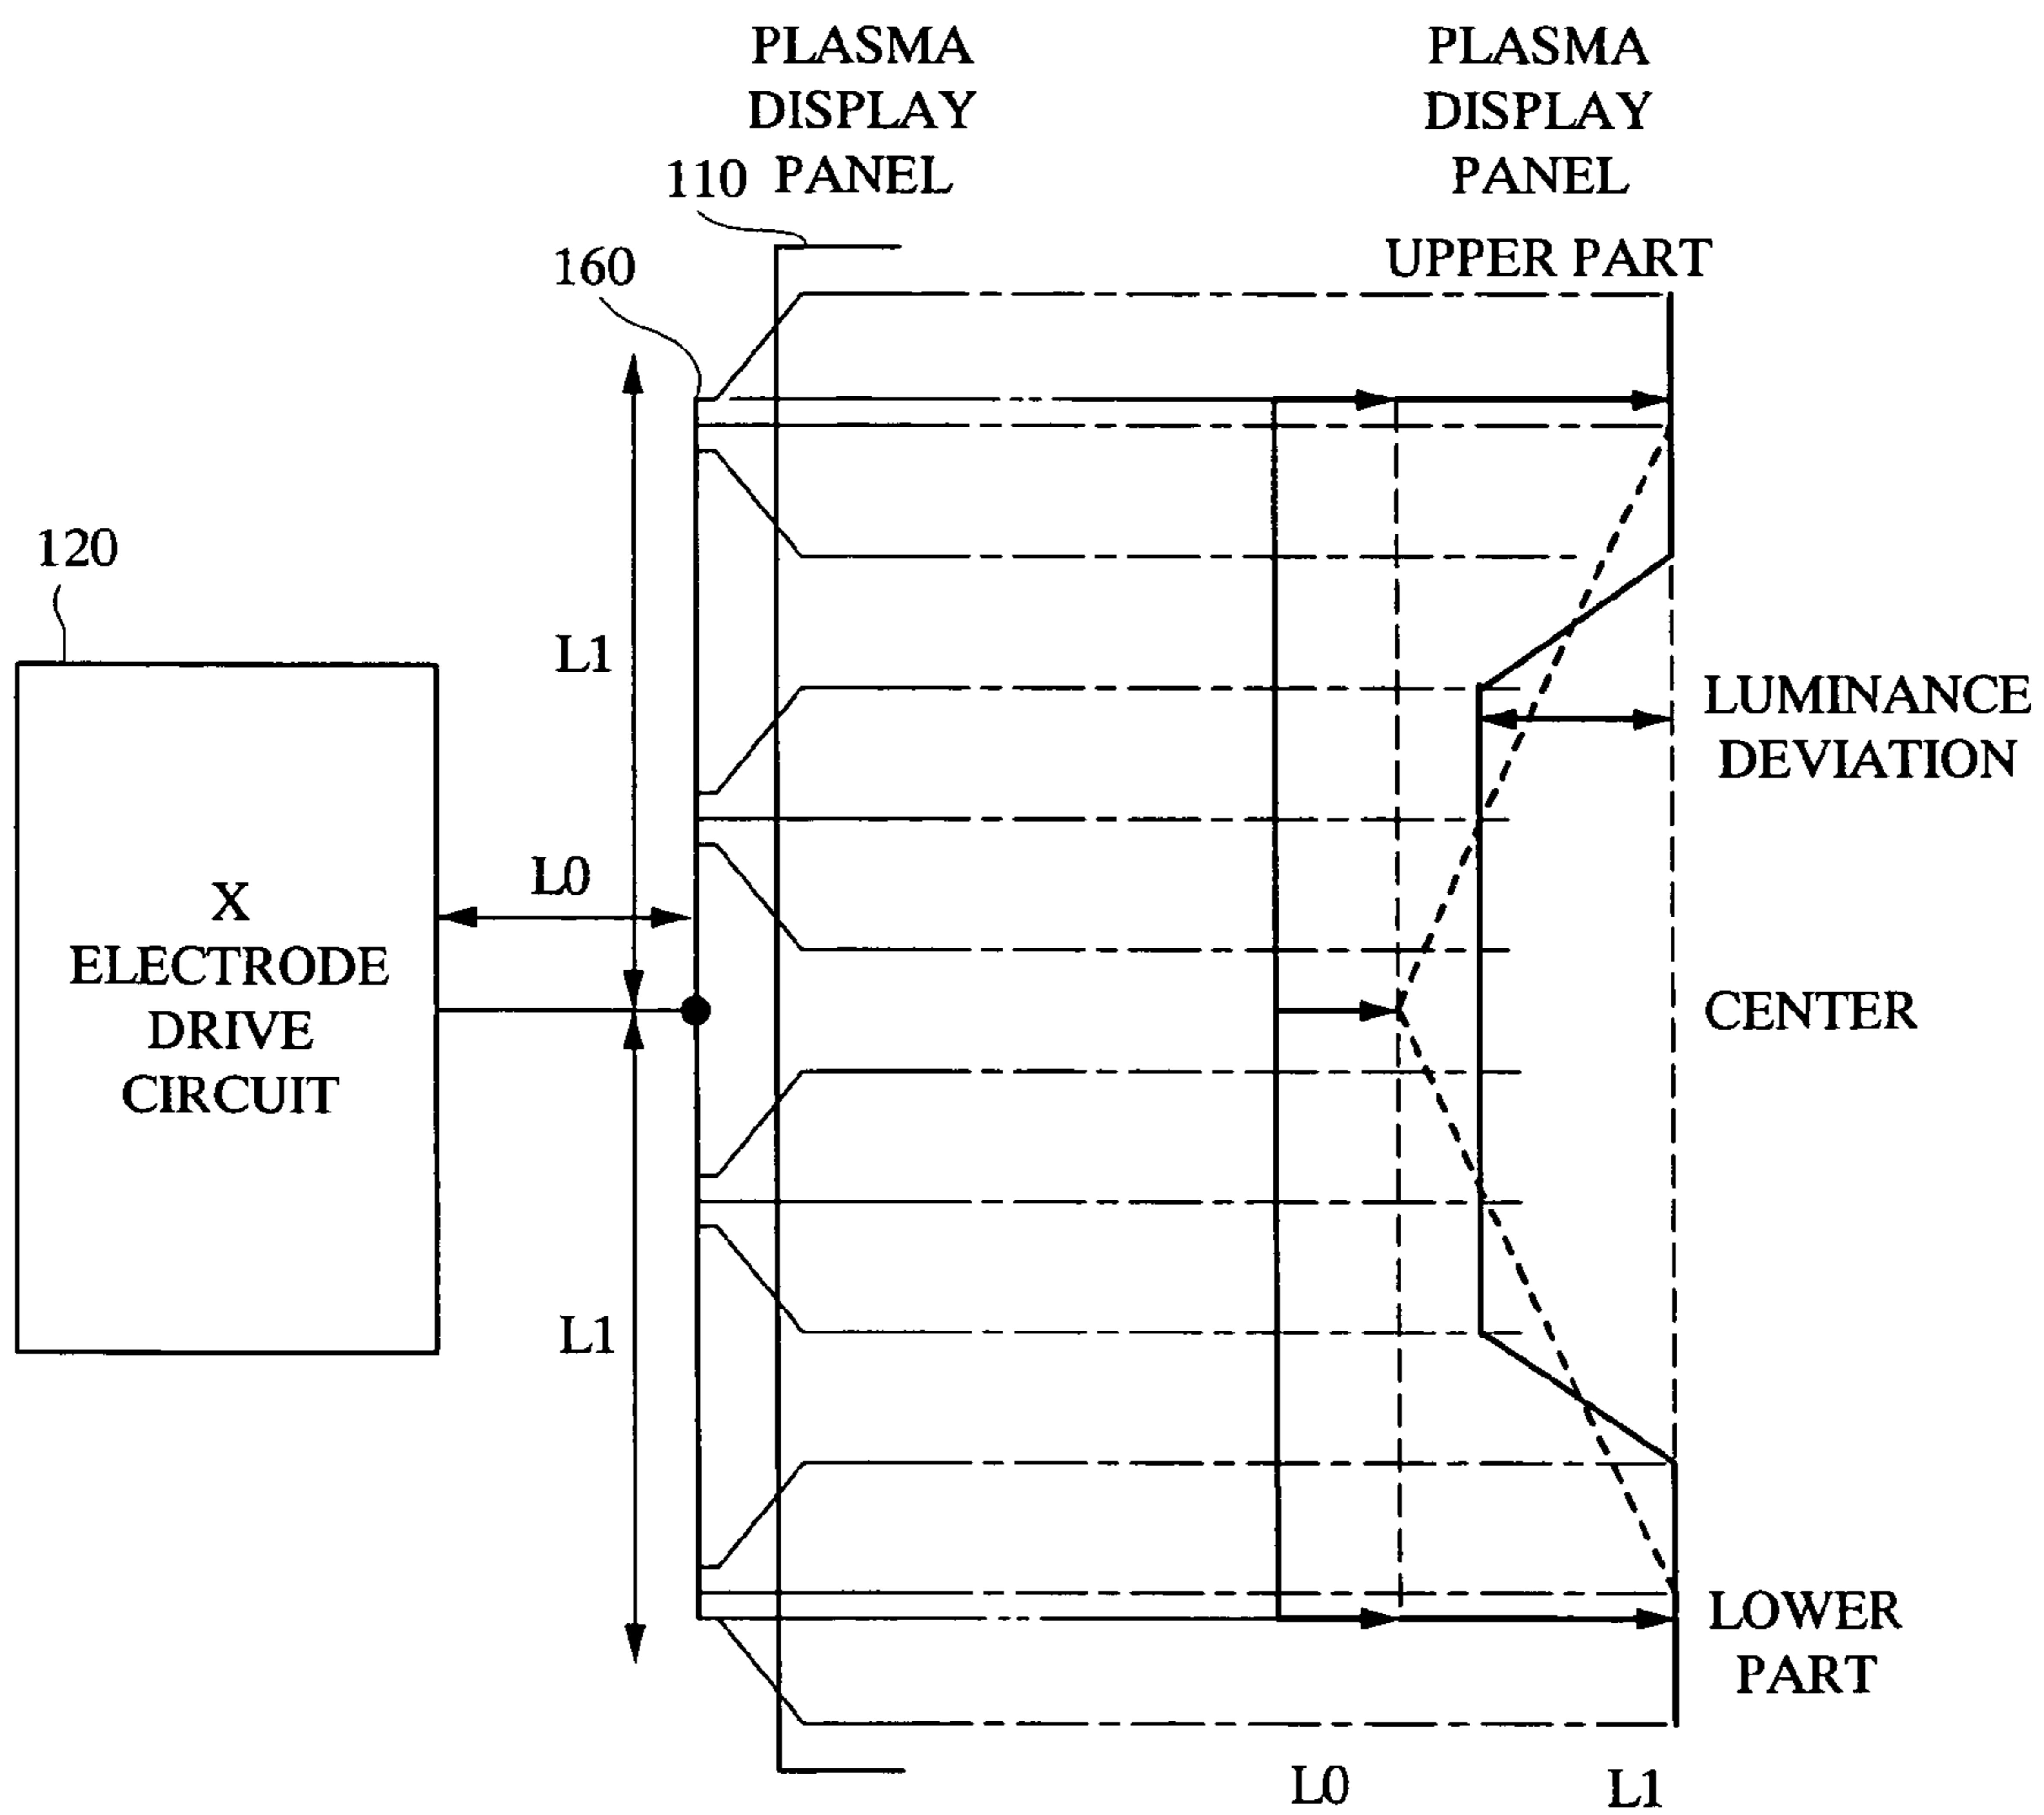 PLASMA
DISPLAY
PANEL
PLASMA
DISPLAY
PANEL
110
160
UPPER PART
120
L1
LUMINANCE
DEVIATION
L0
X
ELECTRODE
DRIVE
CIRCUIT
CENTER
L1
LOWER
PART
L0
L1